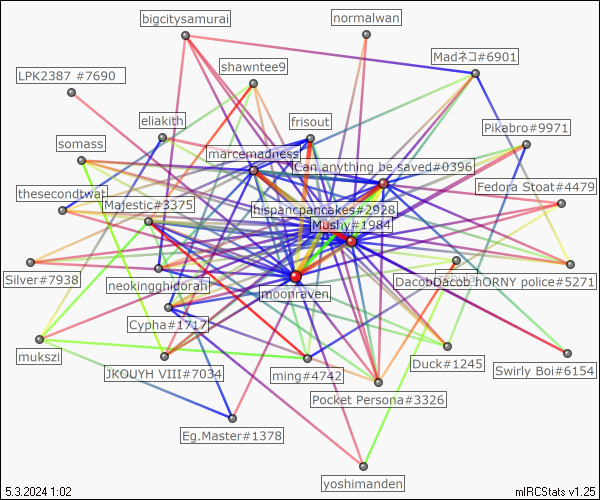 bigcitysamurai
normalwan
Madネコ#6901
shawntee9
LPK2387 #7690
eliakith
frisout
Pikabro#9971
somass
marcemadness
Can anything be saved#0396
thesecondtwat
Fedora Stoat#4479
Majestic#3375
hispancpancakes#2928
Mushy#1984
Silver#7938
neokingghidorah
moonraven
DacobDacob
hORNY police#5271
Cypha#1717
mukszi
JKOUYH VIII#7034
ming#4742
Duck#1245
Swirly Boi#6154
Pocket Persona#3326
Eg.Master#1378
yoshimanden
5.3.2024 1:02
mIRCStats v1.25